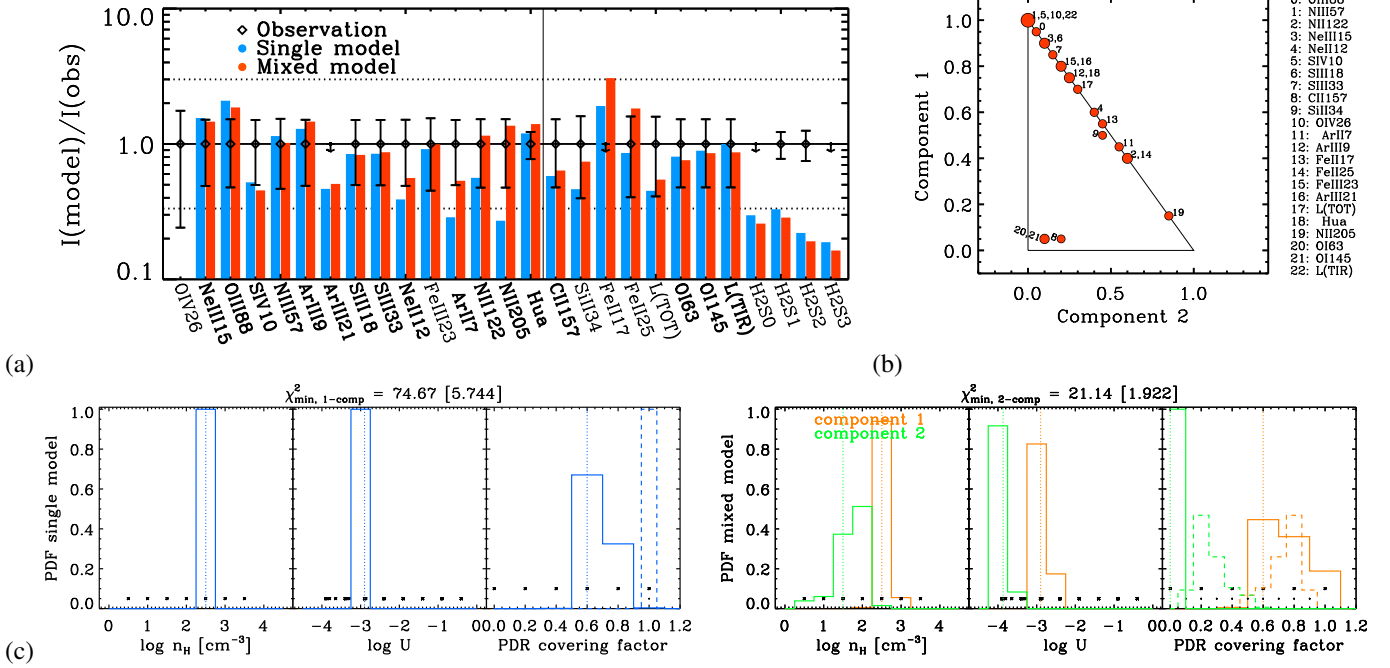 10.0
1.0
0.1
I(model)/I(obs)
Observation
Single model
Mixed model
OIV26
NeIII15
OIII88
SIV10
NIII57
ArIII9
ArIII21
SIII18
SIII33
NeII12
FeIII23
ArII7
NII122
NII205
Hua
CII157
SiII34
FeII17
FeII25
L(TOT)
OI63
OI145
L(TIR)
H2S0
H2S1
H2S2
H2S3
(a)
1.0
0.8
0.6
0.4
0.2
0.0
Component 1
0.0 0.5 1.0
Component 2
1,5,10,22
0
3,6
7
15,16
12,18
17
4
13
9
11
2,14
19
20,21
8
1: NIII57
2: NII122
3: NeIII15
4: NeII12
5: SIV10
6: SIII18
7: SIII33
8: CII157
9: SiII34
10: OIV26
11: ArII7
12: ArIII9
13: FeII17
14: FeII25
15: FeIII23
16: ArIII21
17: L(TOT)
18: Hua
19: NII205
20: OI63
21: OI145
22: L(TIR)
(b)
χ²min, 1-comp = 74.67 [5.744]
PDF single model
1.0
0.8
0.6
0.4
0.2
0.0
0 1 2 3 4
log nH [cm⁻³]
-4 -3 -2 -1 0
log U
0.0 0.2 0.4 0.6 0.8 1.0 1.2
PDR covering factor
χ²min, 2-comp = 21.14 [1.922]
PDF mixed model
1.0
0.8
0.6
0.4
0.2
0.0
component 1
component 2
0 1 2 3 4
log nH [cm⁻³]
-4 -3 -2 -1 0
log U
0.0 0.2 0.4 0.6 0.8 1.0 1.2
PDR covering factor
(c)